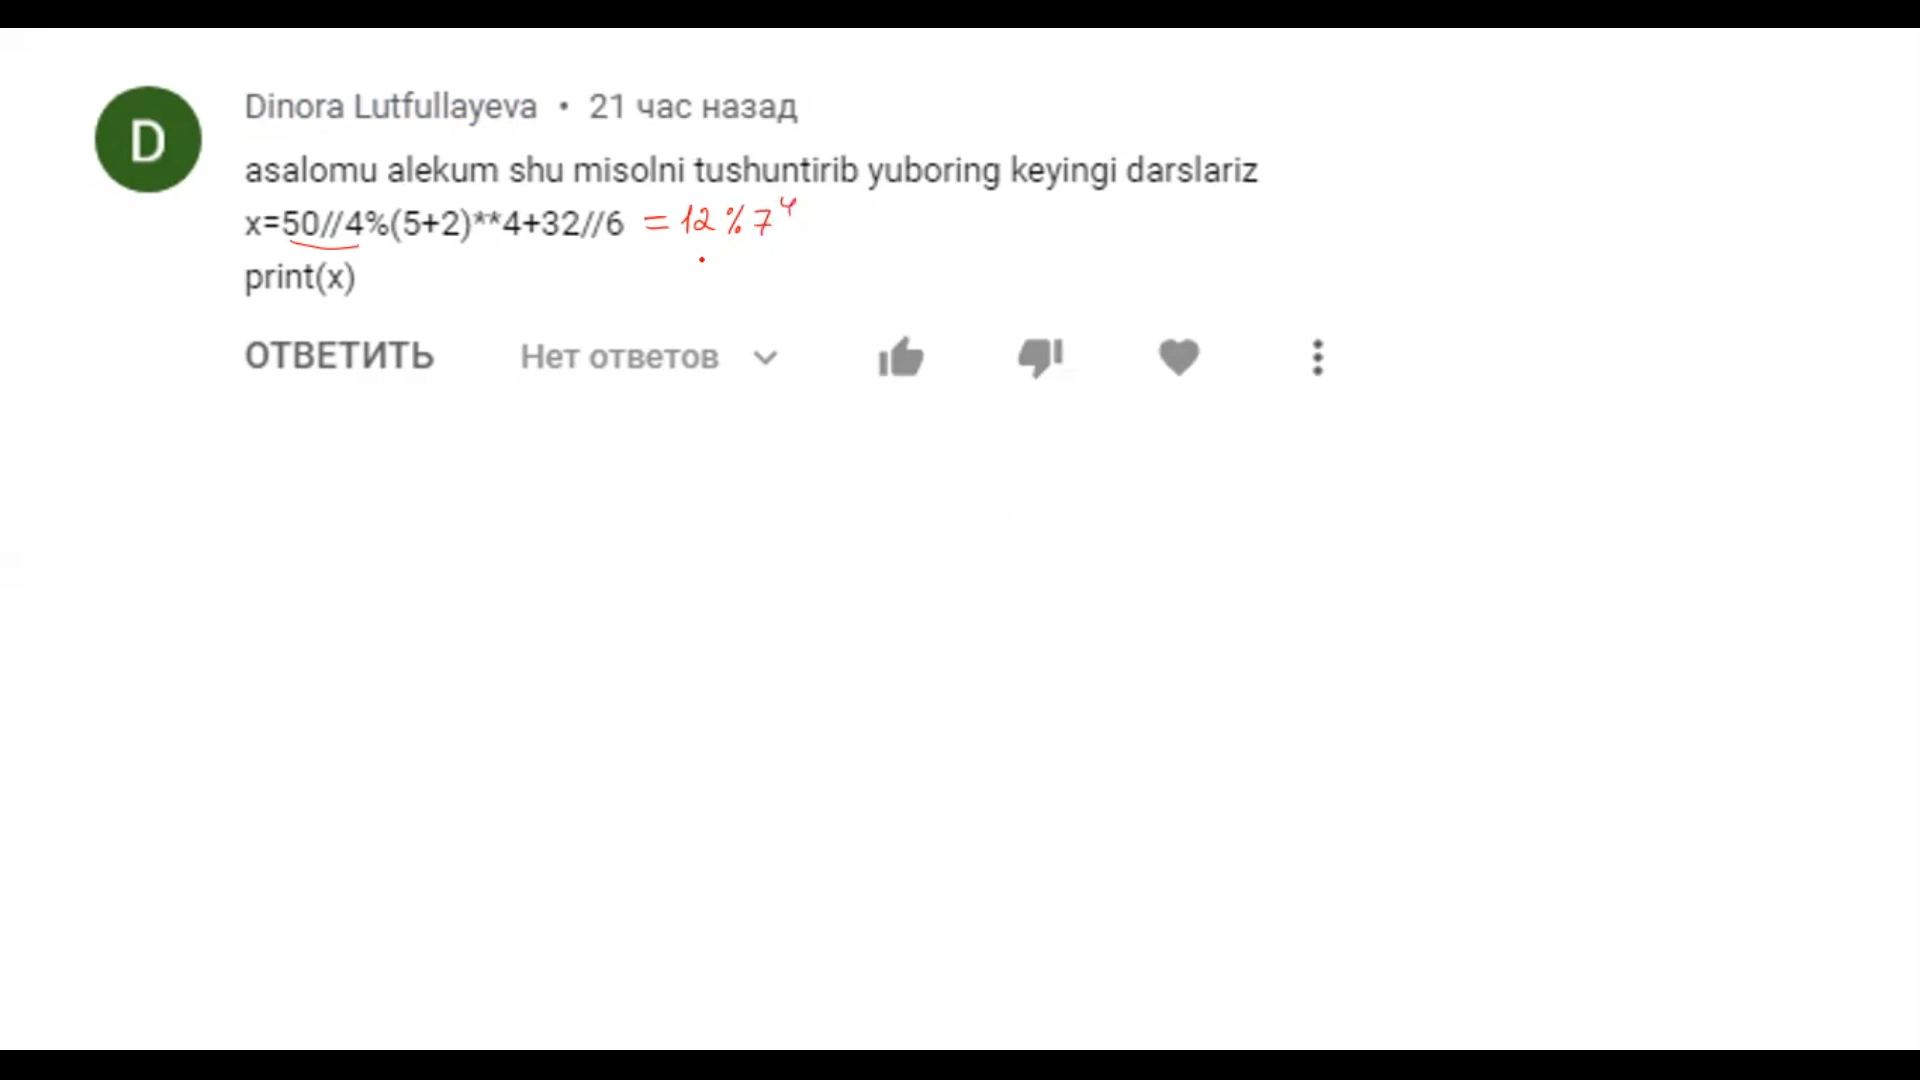 D
Dinora Lutfullayeva • 21 час назад
asalomu alekum shu misolni tushuntirib yuboring keyingi darslariz
x=50//4%(5+2)**4+32//6 = 12 % 7⁴
print(x)
ОТВЕТИТЬ Нет ответов